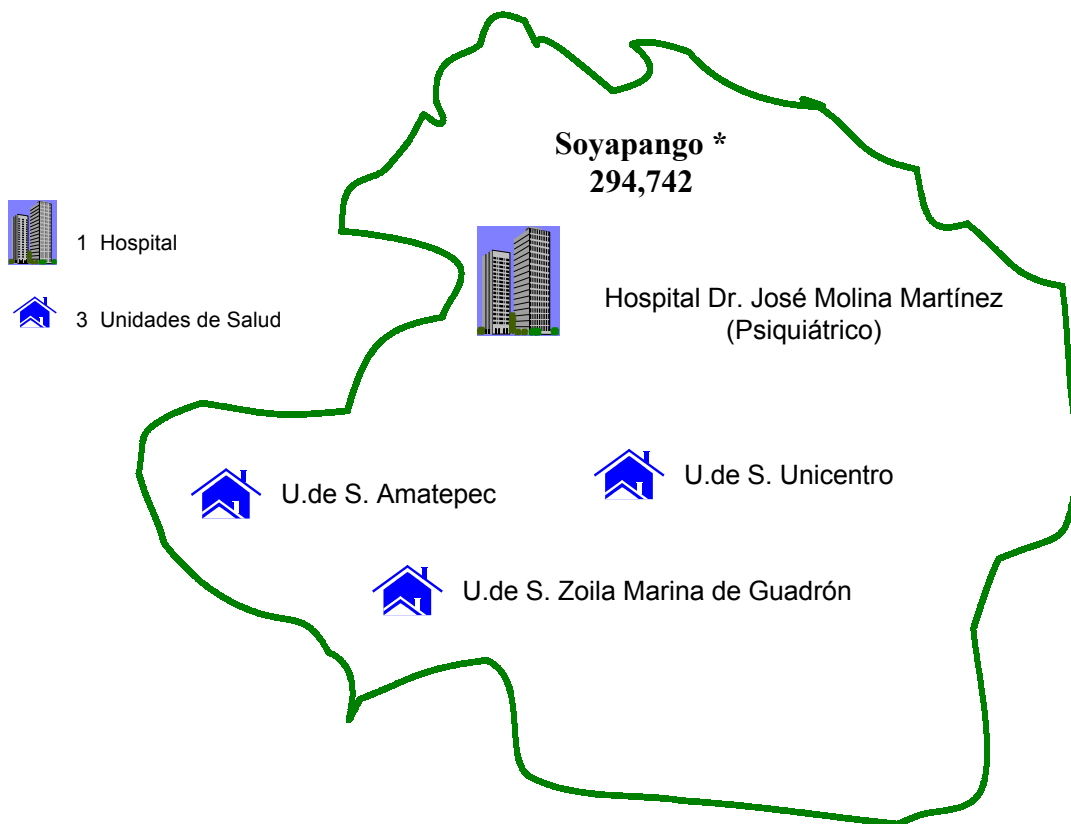 Soyapango *
294,742
1 Hospital
3 Unidades de Salud
Hospital Dr. José Molina Martínez
(Psiquiátrico)
U.de S. Amatepec
U.de S. Unicentro
U.de S. Zoila Marina de Guadrón